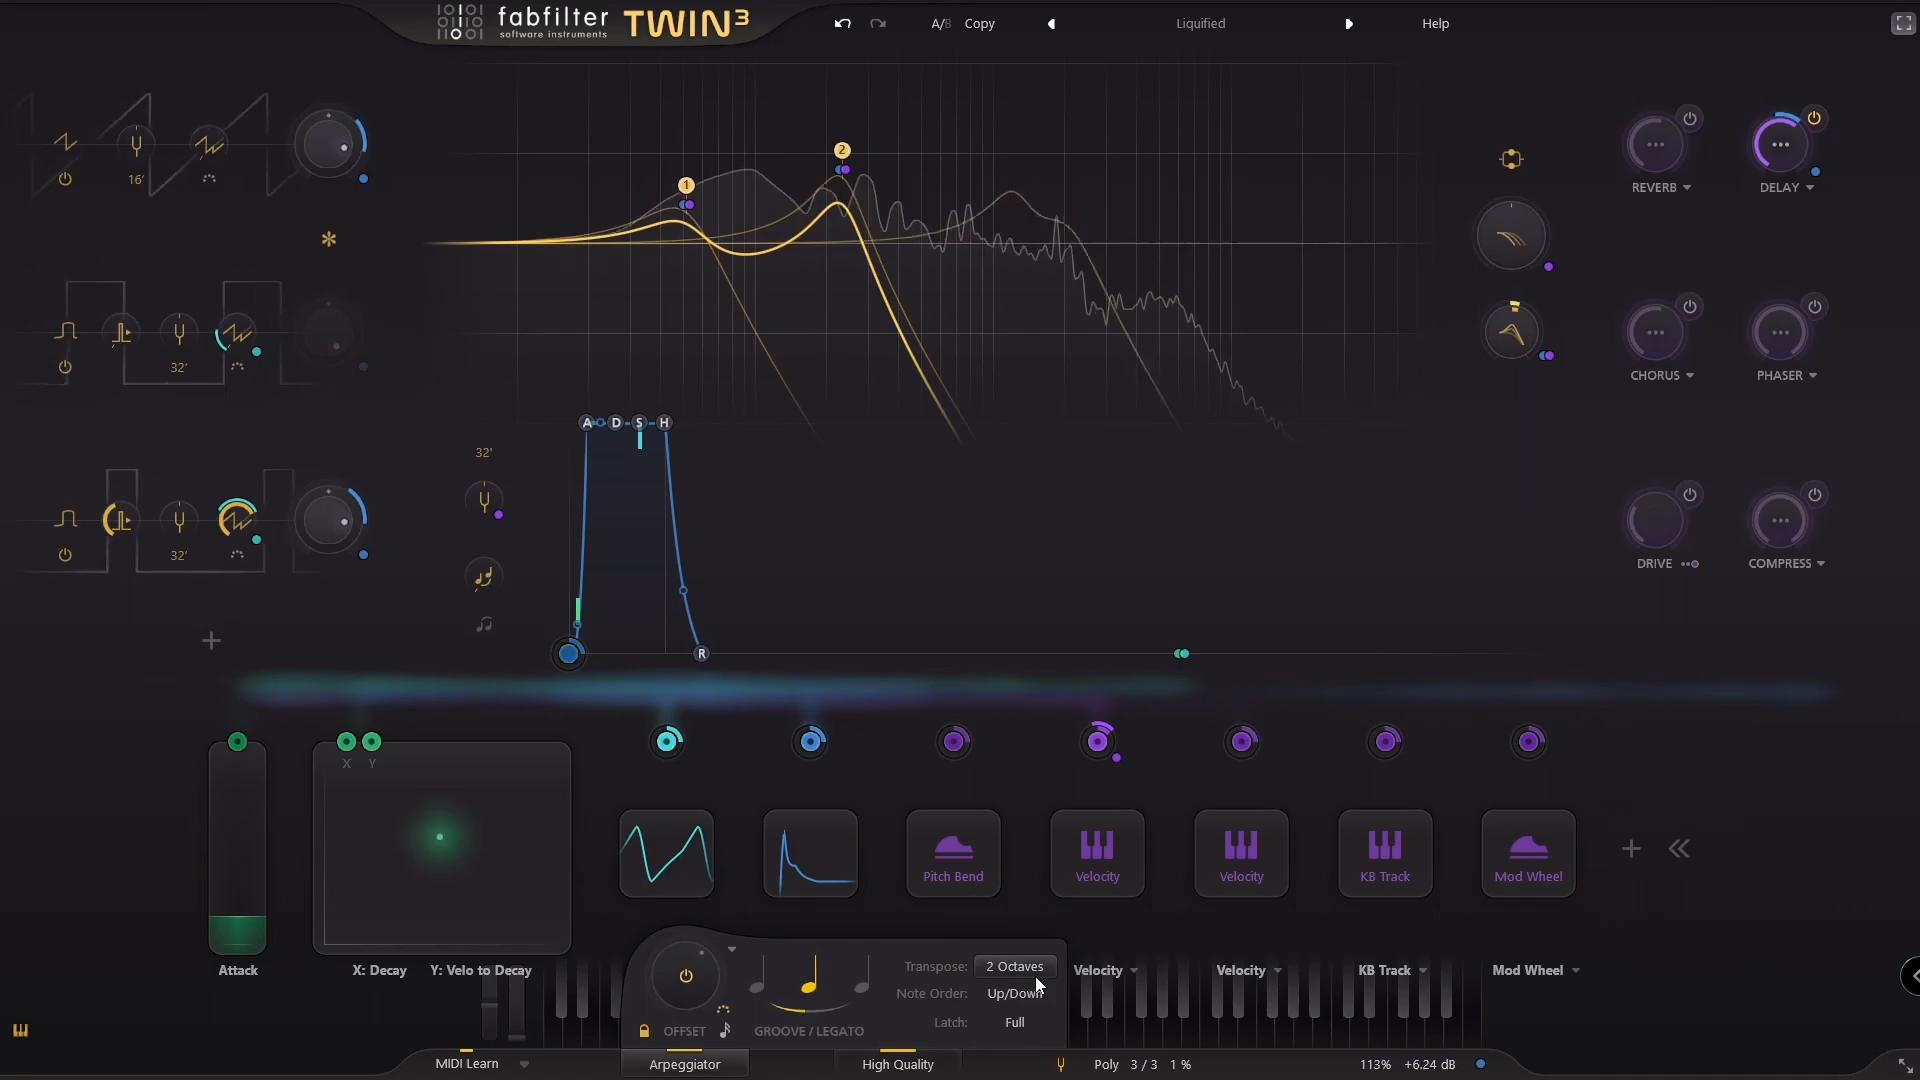 fabfilter
software instruments
TWIN3
A/B Copy
Liquified
Help
16'
REVERB
DELAY
1
2
32'
CHORUS
PHASER
A D S H
32'
32'
DRIVE
COMPRESS
R
X Y
Pitch Bend
Velocity
Velocity
KB Track
Mod Wheel
Attack
X: Decay
Y: Velo to Decay
Velocity
Velocity
KB Track
Mod Wheel
Transpose: 2 Octaves
Note Order: Up/Down
Latch: Full
OFFSET
GROOVE / LEGATO
MIDI Learn
Arpeggiator
High Quality
Poly 3 / 3 1 %
113% +6.24 dB